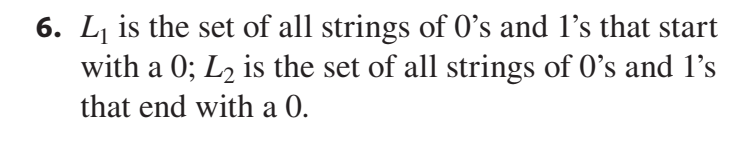 6. L₁ is the set of all strings of 0’s and 1’s that start
with a 0; L₂ is the set of all strings of 0’s and 1’s
that end with a 0.